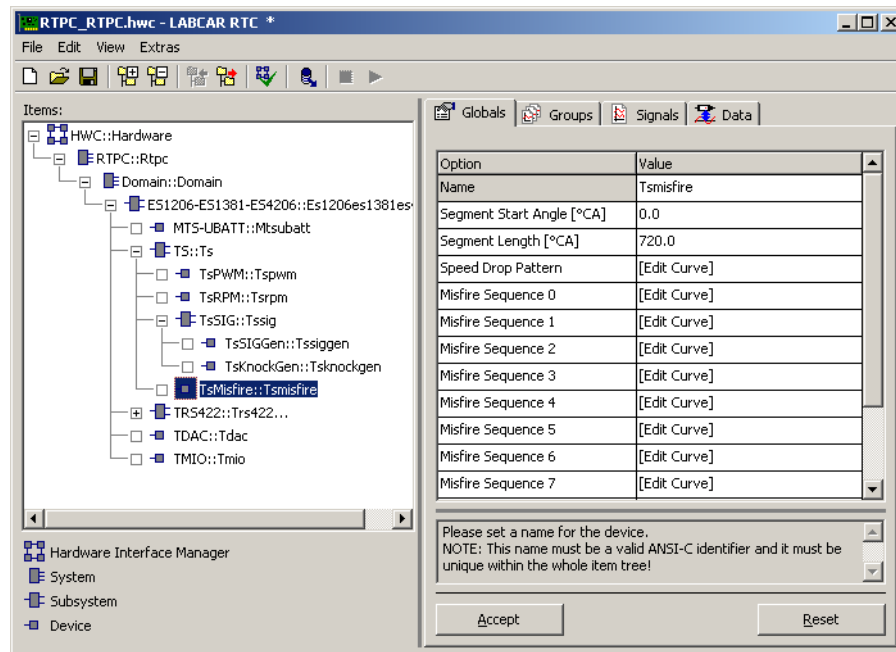 RTPC_RTPC.hwc - LABCAR RTC *
File Edit View Extras
Items:
HWC::Hardware
RTPC::Rtpc
Domain::Domain
ES1206-ES1381-ES4206::Es1206es1381es
MTS-UBATT::Mtsubatt
TS::Ts
TsPWM::Tspwm
TsRPM::Tsrpm
TsSIG::Tssig
TsSIGGen::Tssiggen
TsKnockGen::Tsknockgen
TsMisfire::Tsmisfire
TRS422::Trs422...
TDAC::Tdac
TMIO::Tmio
Hardware Interface Manager
System
Subsystem
Device
Globals Groups Signals Data
Option Value
Name Tsmisfire
Segment Start Angle [°CA] 0.0
Segment Length [°CA] 720.0
Speed Drop Pattern [Edit Curve]
Misfire Sequence 0 [Edit Curve]
Misfire Sequence 1 [Edit Curve]
Misfire Sequence 2 [Edit Curve]
Misfire Sequence 3 [Edit Curve]
Misfire Sequence 4 [Edit Curve]
Misfire Sequence 5 [Edit Curve]
Misfire Sequence 6 [Edit Curve]
Misfire Sequence 7 [Edit Curve]
Please set a name for the device.
NOTE: This name must be a valid ANSI-C identifier and it must be
unique within the whole item tree!
Accept Reset